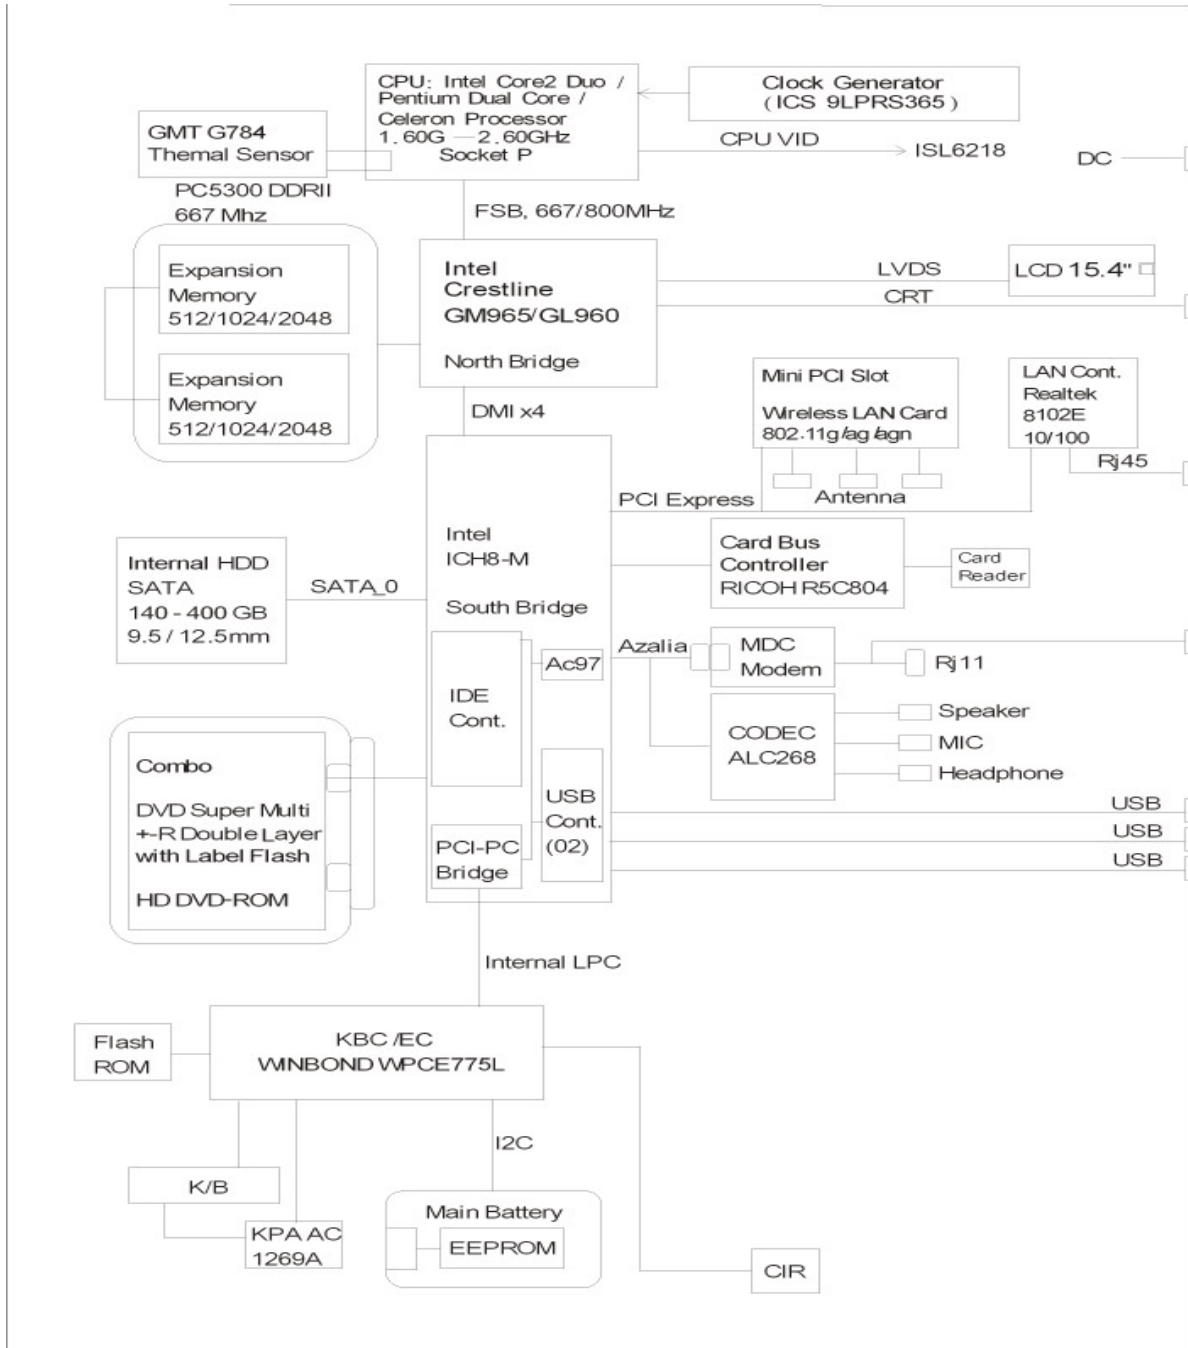 CPU: Intel Core2 Duo /
Pentium Dual Core /
Celeron Processor
1.60G — 2.60GHz
Socket P
Clock Generator
(ICS 9LPRS365)
GMT G784
Themal Sensor
CPU VID
ISL6218
DC
PC5300 DDRII
667 Mhz
FSB, 667/800MHz
Expansion
Memory
512/1024/2048
Intel
Crestline
GM965/GL960
North Bridge
LVDS
LCD 15.4"
CRT
Expansion
Memory
512/1024/2048
DMI x4
Mini PCI Slot
Wireless LAN Card
802.11g/ag/agn
LAN Cont.
Realtek
8102E
10/100
Rj45
PCI Express
Antenna
Intel
ICH8-M
South Bridge
Card Bus
Controller
RICOH R5C804
Card
Reader
Internal HDD
SATA
140 - 400 GB
9.5 / 12.5mm
SATA_0
IDE
Cont.
Ac97
Azalia
MDC
Modem
Rj11
CODEC
ALC268
Speaker
MIC
Headphone
Combo
DVD Super Multi
+-R Double Layer
with Label Flash
HD DVD-ROM
USB
Cont.
(02)
PCI-PC
Bridge
USB
USB
USB
Internal LPC
Flash
ROM
KBC /EC
WINBOND WPCE775L
I2C
K/B
KPA AC
1269A
Main Battery
EEPROM
CIR